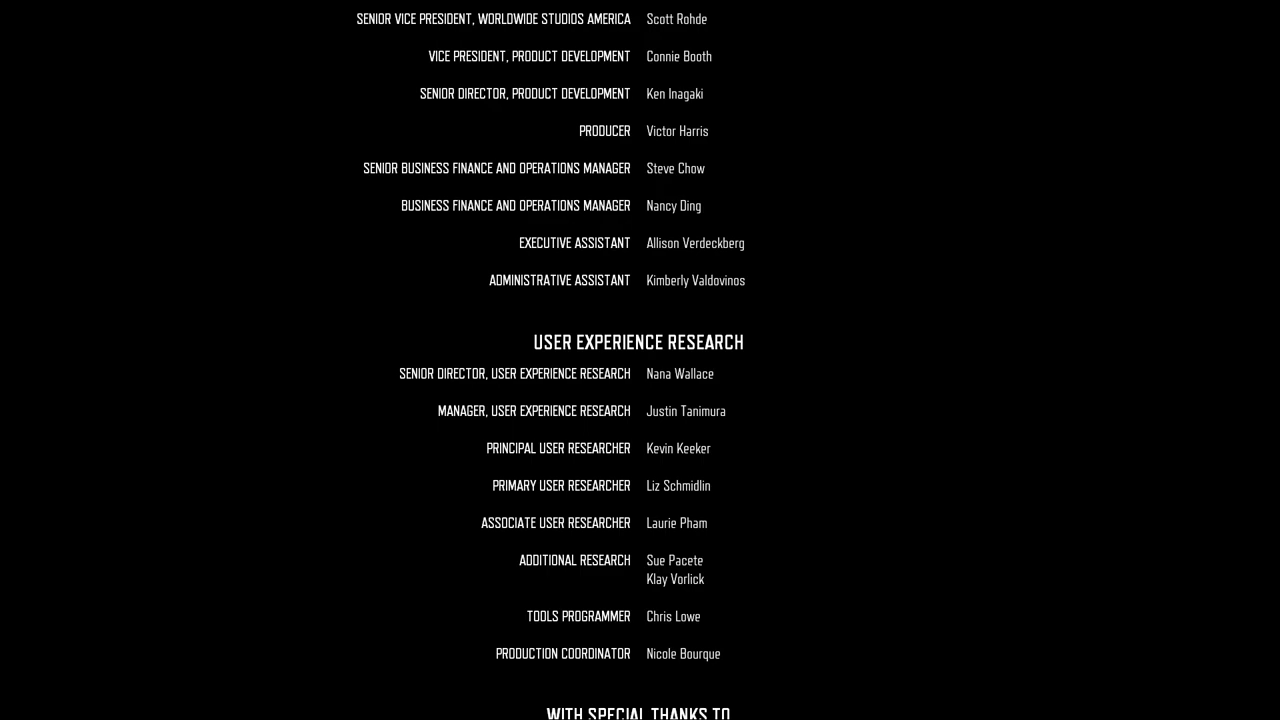 SENIOR VICE PRESIDENT, WORLDWIDE STUDIOS AMERICA Scott Rohde
VICE PRESIDENT, PRODUCT DEVELOPMENT Connie Booth
SENIOR DIRECTOR, PRODUCT DEVELOPMENT Ken Inagaki
PRODUCER Victor Harris
SENIOR BUSINESS FINANCE AND OPERATIONS MANAGER Steve Chow
BUSINESS FINANCE AND OPERATIONS MANAGER Nancy Ding
EXECUTIVE ASSISTANT Allison Verdeckberg
ADMINISTRATIVE ASSISTANT Kimberly Valdovinos
USER EXPERIENCE RESEARCH
SENIOR DIRECTOR, USER EXPERIENCE RESEARCH Nana Wallace
MANAGER, USER EXPERIENCE RESEARCH Justin Tanimura
PRINCIPAL USER RESEARCHER Kevin Keeker
PRIMARY USER RESEARCHER Liz Schmidlin
ASSOCIATE USER RESEARCHER Laurie Pham
ADDITIONAL RESEARCH Sue Pacete
Klay Vorlick
TOOLS PROGRAMMER Chris Lowe
PRODUCTION COORDINATOR Nicole Bourque
WITH SPECIAL THANKS TO